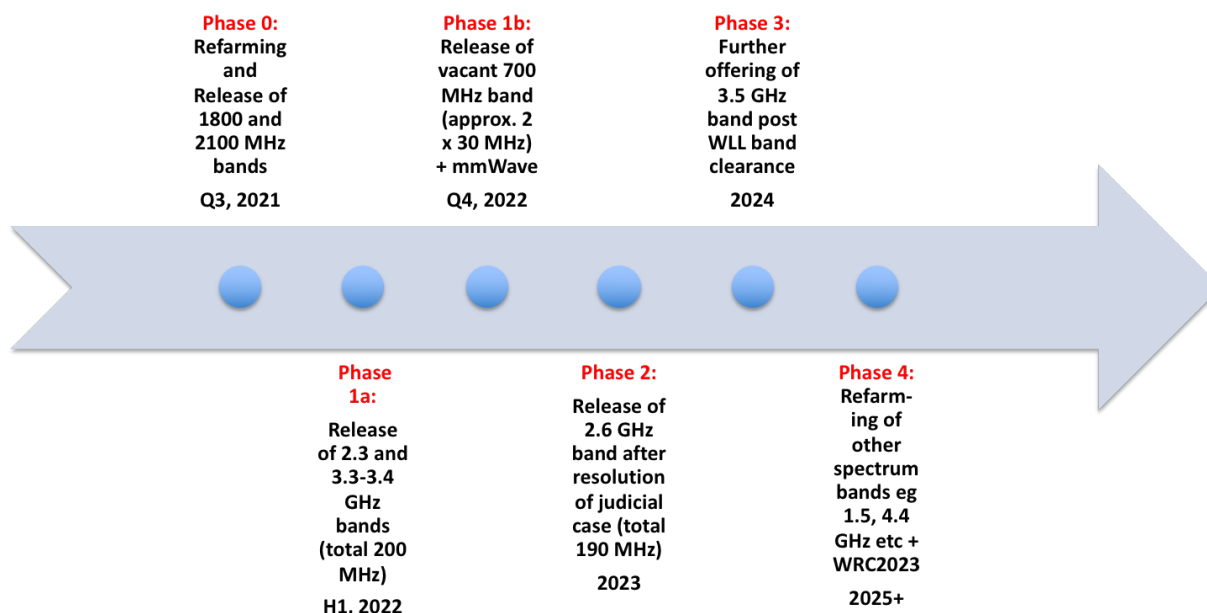 Phase 0:
Refarming
and
Release of
1800 and
2100 MHz
bands
Q3, 2021
Phase 1b:
Release of
vacant 700
MHz band
(approx. 2
x 30 MHz)
+ mmWave
Q4, 2022
Phase 3:
Further
offering of
3.5 GHz
band post
WLL band
clearance
2024
Phase
1a:
Release
of 2.3 and
3.3-3.4
GHz
bands
(total 200
MHz)
H1, 2022
Phase 2:
Release of
2.6 GHz
band after
resolution
of judicial
case (total
190 MHz)
2023
Phase 4:
Refarm-
ing of
other
spectrum
bands eg
1.5, 4.4
GHz etc +
WRC2023
2025+